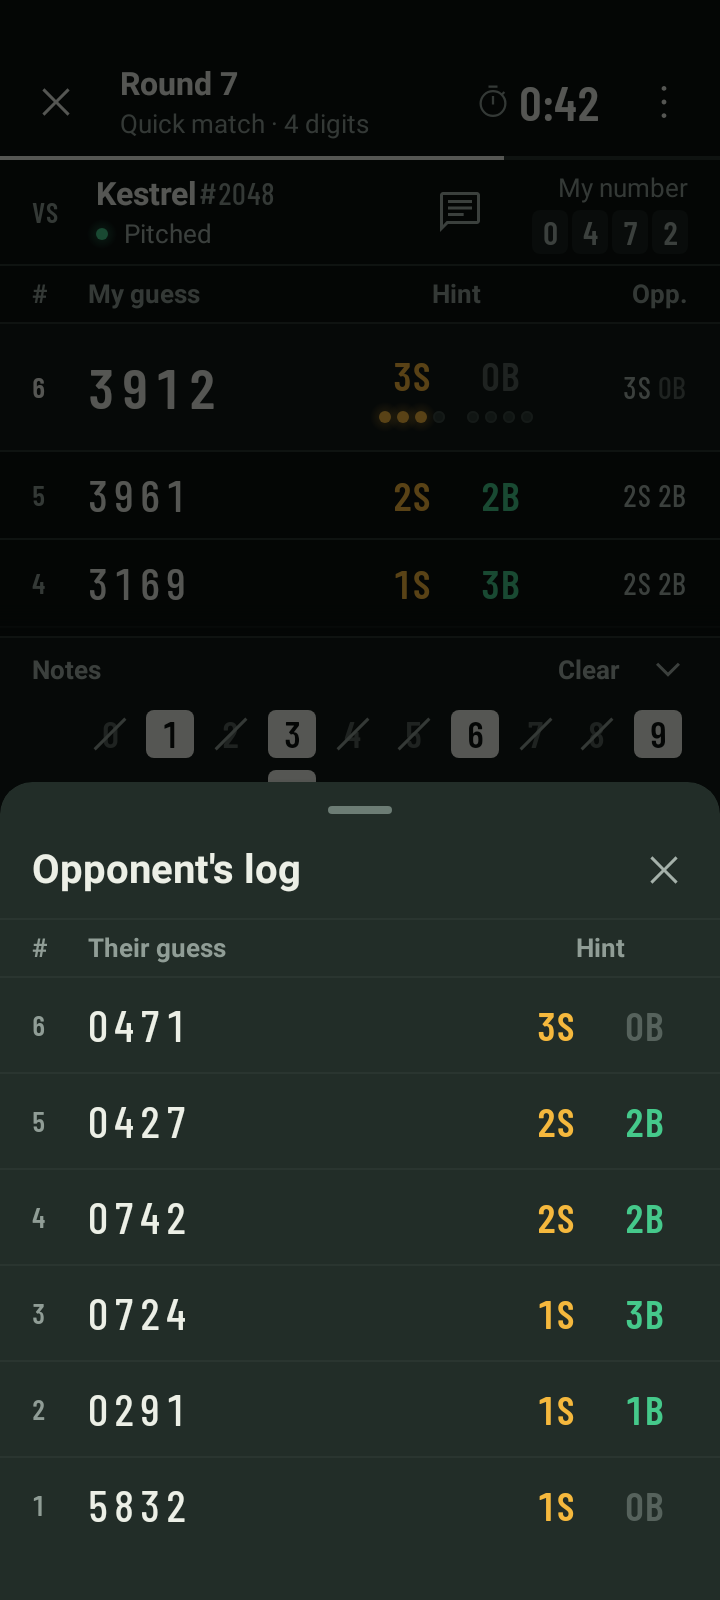 Round 7
0:42
Quick match · 4 digits
VS
Kestrel #2048
Pitched
My number
0 4 7 2
# My guess Hint Opp.
6 3912 3S 0B 3S 0B
5 3961 2S 2B 2S 2B
4 3169 1S 3B 2S 2B
Notes Clear
0 1 2 3 4 5 6 7 8 9
Opponent's log
# Their guess Hint
6 0471 3S 0B
5 0427 2S 2B
4 0742 2S 2B
3 0724 1S 3B
2 0291 1S 1B
1 5832 1S 0B